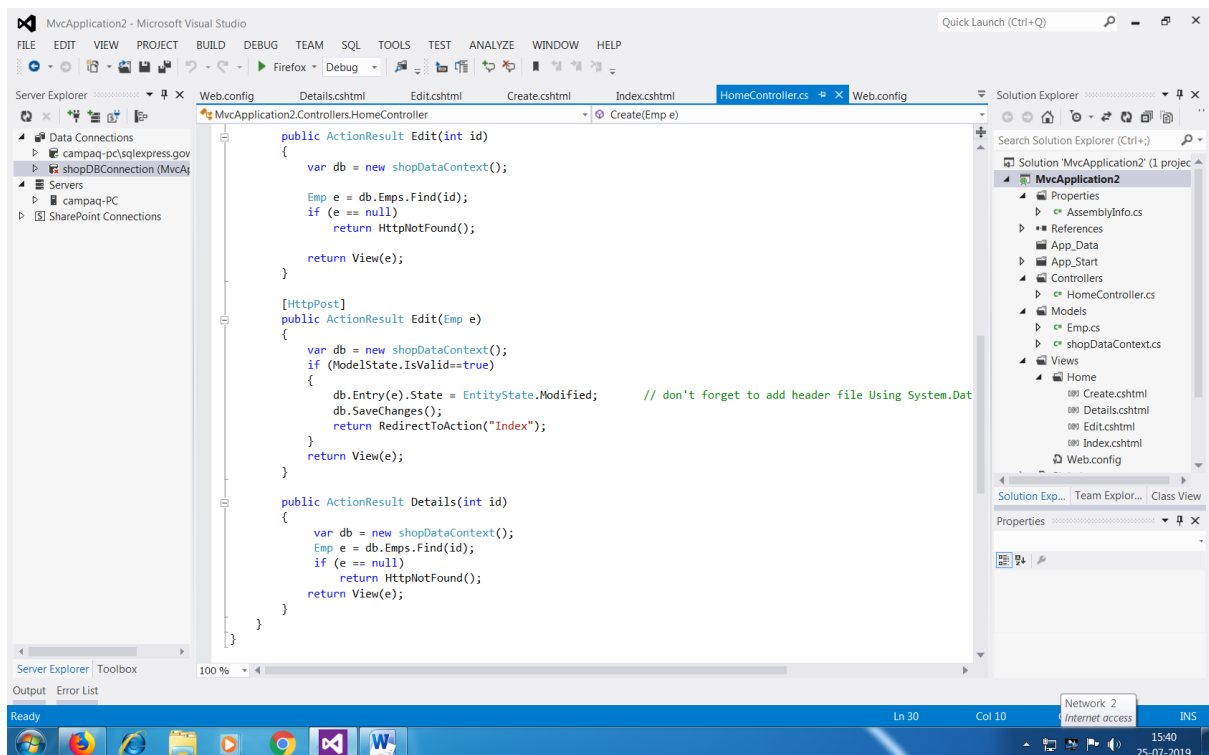 MvcApplication2 - Microsoft Visual Studio
Quick Launch (Ctrl+Q)
FILE EDIT VIEW PROJECT BUILD DEBUG TEAM SQL TOOLS TEST ANALYZE WINDOW HELP
Firefox Debug
Server Explorer
Web.config Details.cshtml Edit.cshtml Create.cshtml Index.cshtml HomeController.cs Web.config
Solution Explorer
MvcApplication2.Controllers.HomeController
Create(Emp e)
Data Connections
campaq-pc\sqlexpress.gov
shopDBConnection (MvcAp
Servers
campaq-PC
SharePoint Connections
public ActionResult Edit(int id)
{
var db = new shopDataContext();
Emp e = db.Emps.Find(id);
if (e == null)
return HttpNotFound();
return View(e);
}
[HttpPost]
public ActionResult Edit(Emp e)
{
var db = new shopDataContext();
if (ModelState.IsValid==true)
{
db.Entry(e).State = EntityState.Modified; // don't forget to add header file Using System.Dat
db.SaveChanges();
return RedirectToAction("Index");
}
return View(e);
}
public ActionResult Details(int id)
{
var db = new shopDataContext();
Emp e = db.Emps.Find(id);
if (e == null)
return HttpNotFound();
return View(e);
}
}
}
Search Solution Explorer (Ctrl+;)
Solution 'MvcApplication2' (1 projec
MvcApplication2
Properties
AssemblyInfo.cs
References
App_Data
App_Start
Controllers
HomeController.cs
Models
Emp.cs
shopDataContext.cs
Views
Home
Create.cshtml
Details.cshtml
Edit.cshtml
Index.cshtml
Web.config
Solution Exp... Team Explor... Class View
Properties
Server Explorer Toolbox
100 %
Output Error List
Ready
Ln 30
Col 10
INS
Network 2
Internet access
15:40
25-07-2019